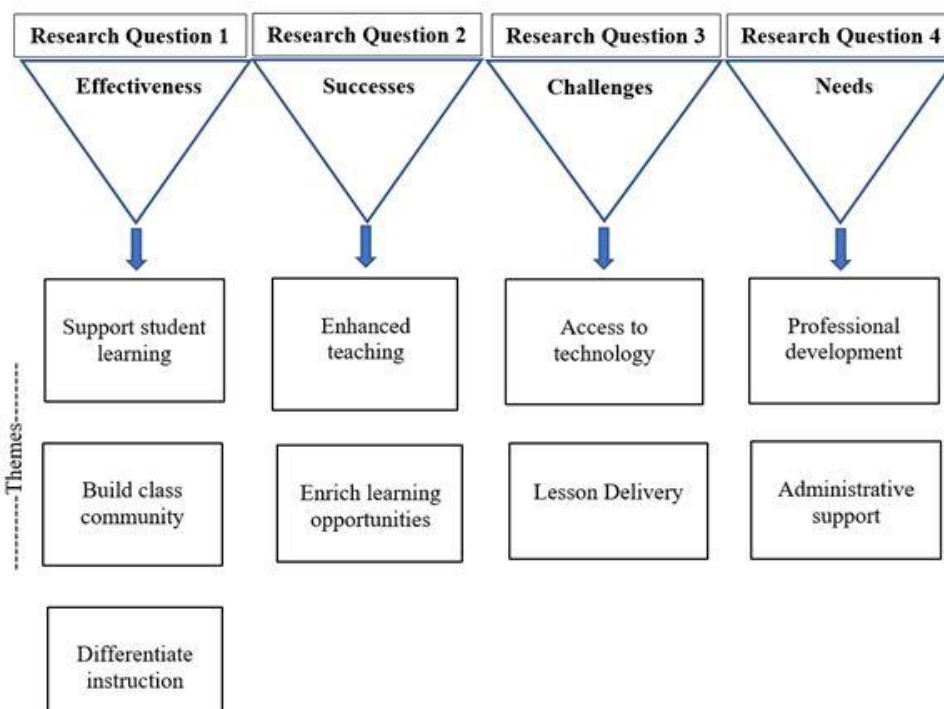 Research Question 1
Research Question 2
Research Question 3
Research Question 4
Effectiveness
Successes
Challenges
Needs
----------Themes-------
Support student
learning
Enhanced
teaching
Access to
technology
Professional
development
Build class
community
Enrich learning
opportunities
Lesson Delivery
Administrative
support
Differentiate
instruction